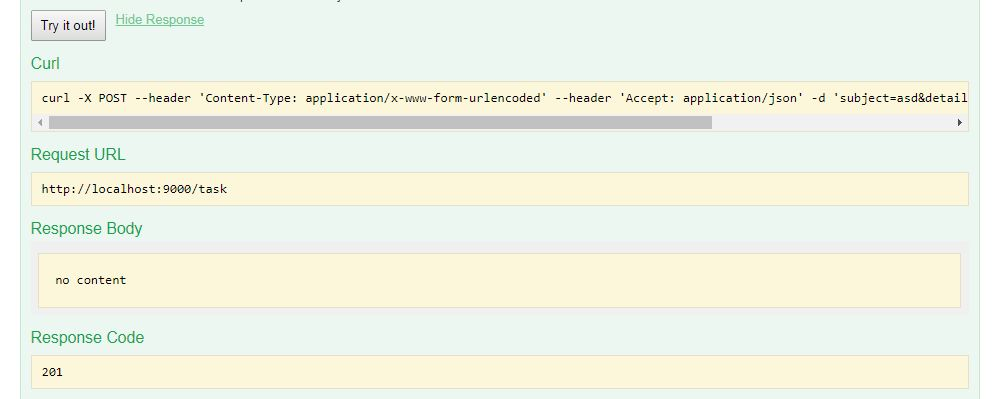 Try it out!
Hide Response
Curl
curl -X POST --header 'Content-Type: application/x-www-form-urlencoded' --header 'Accept: application/json' -d 'subject=asd&detail
Request URL
http://localhost:9000/task
Response Body
no content
Response Code
201